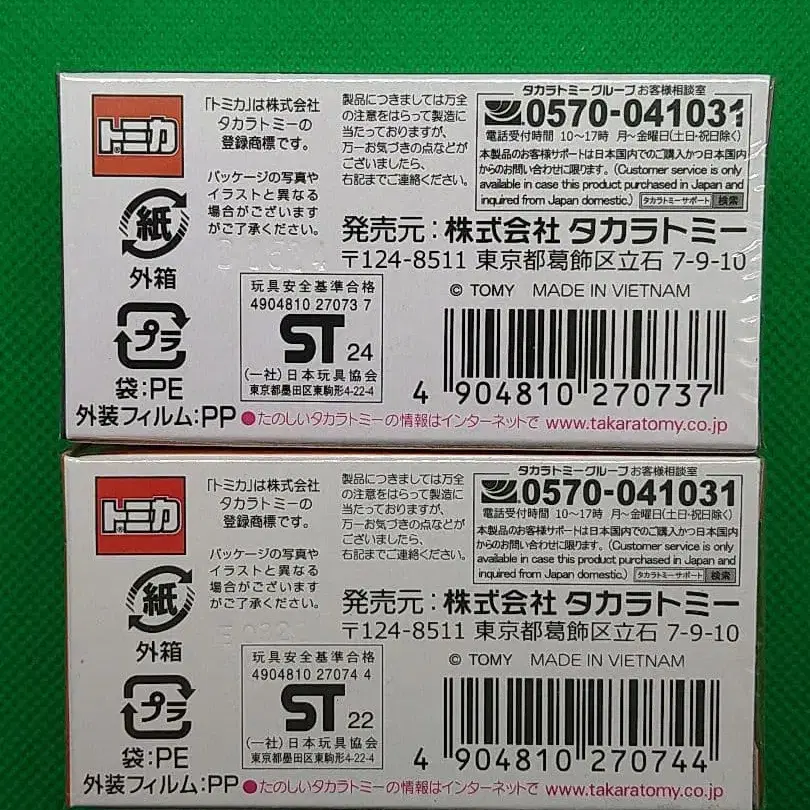 トミカ
「トミカ」は株式会社
タカラトミーの
登録商標です。
パッケージの写真や
イラストと異なる
場合がございます
がご了承ください。
製品につきましては万全
の注意をはらって製造に
当たっておりますが、
万一お気づきの点などが
ございましたら、
右記までご連絡ください。
タカラトミーグループ お客様相談室
0570-041031
電話受付時間 10〜17時 月〜金曜日(土日・祝日除く)
本製品のお客様サポートは日本国内でのご購入かつ日本国内
からのお問い合わせに限ります。(Customer service is only
available in case this product purchased in Japan and
inquired from Japan domestic.) タカラトミーサポート 検索
紙
外箱
発売元:株式会社 タカラトミー
〒124-8511 東京都葛飾区立石 7-9-10
© TOMY MADE IN VIETNAM
プラ
袋:PE
外装フィルム:PP
玩具安全基準合格
4904810 27073 7
ST 24
(一社)日本玩具協会
東京都墨田区東駒形4-22-4
4 904810 270737
●たのしいタカラトミーの情報はインターネットで www.takaratomy.co.jp
トミカ
「トミカ」は株式会社
タカラトミーの
登録商標です。
パッケージの写真や
イラストと異なる
場合がございます
がご了承ください。
製品につきましては万全
の注意をはらって製造に
当たっておりますが、
万一お気づきの点などが
ございましたら、
右記までご連絡ください。
タカラトミーグループ お客様相談室
0570-041031
電話受付時間 10〜17時 月〜金曜日(土日・祝日除く)
本製品のお客様サポートは日本国内でのご購入かつ日本国内
からのお問い合わせに限ります。(Customer service is only
available in case this product purchased in Japan and
inquired from Japan domestic.) タカラトミーサポート 検索
紙
外箱
発売元:株式会社 タカラトミー
〒124-8511 東京都葛飾区立石 7-9-10
© TOMY MADE IN VIETNAM
プラ
袋:PE
外装フィルム:PP
玩具安全基準合格
4904810 27074 4
ST 22
(一社)日本玩具協会
東京都墨田区東駒形4-22-4
4 904810 270744
●たのしいタカラトミーの情報はインターネットで www.takaratomy.co.jp